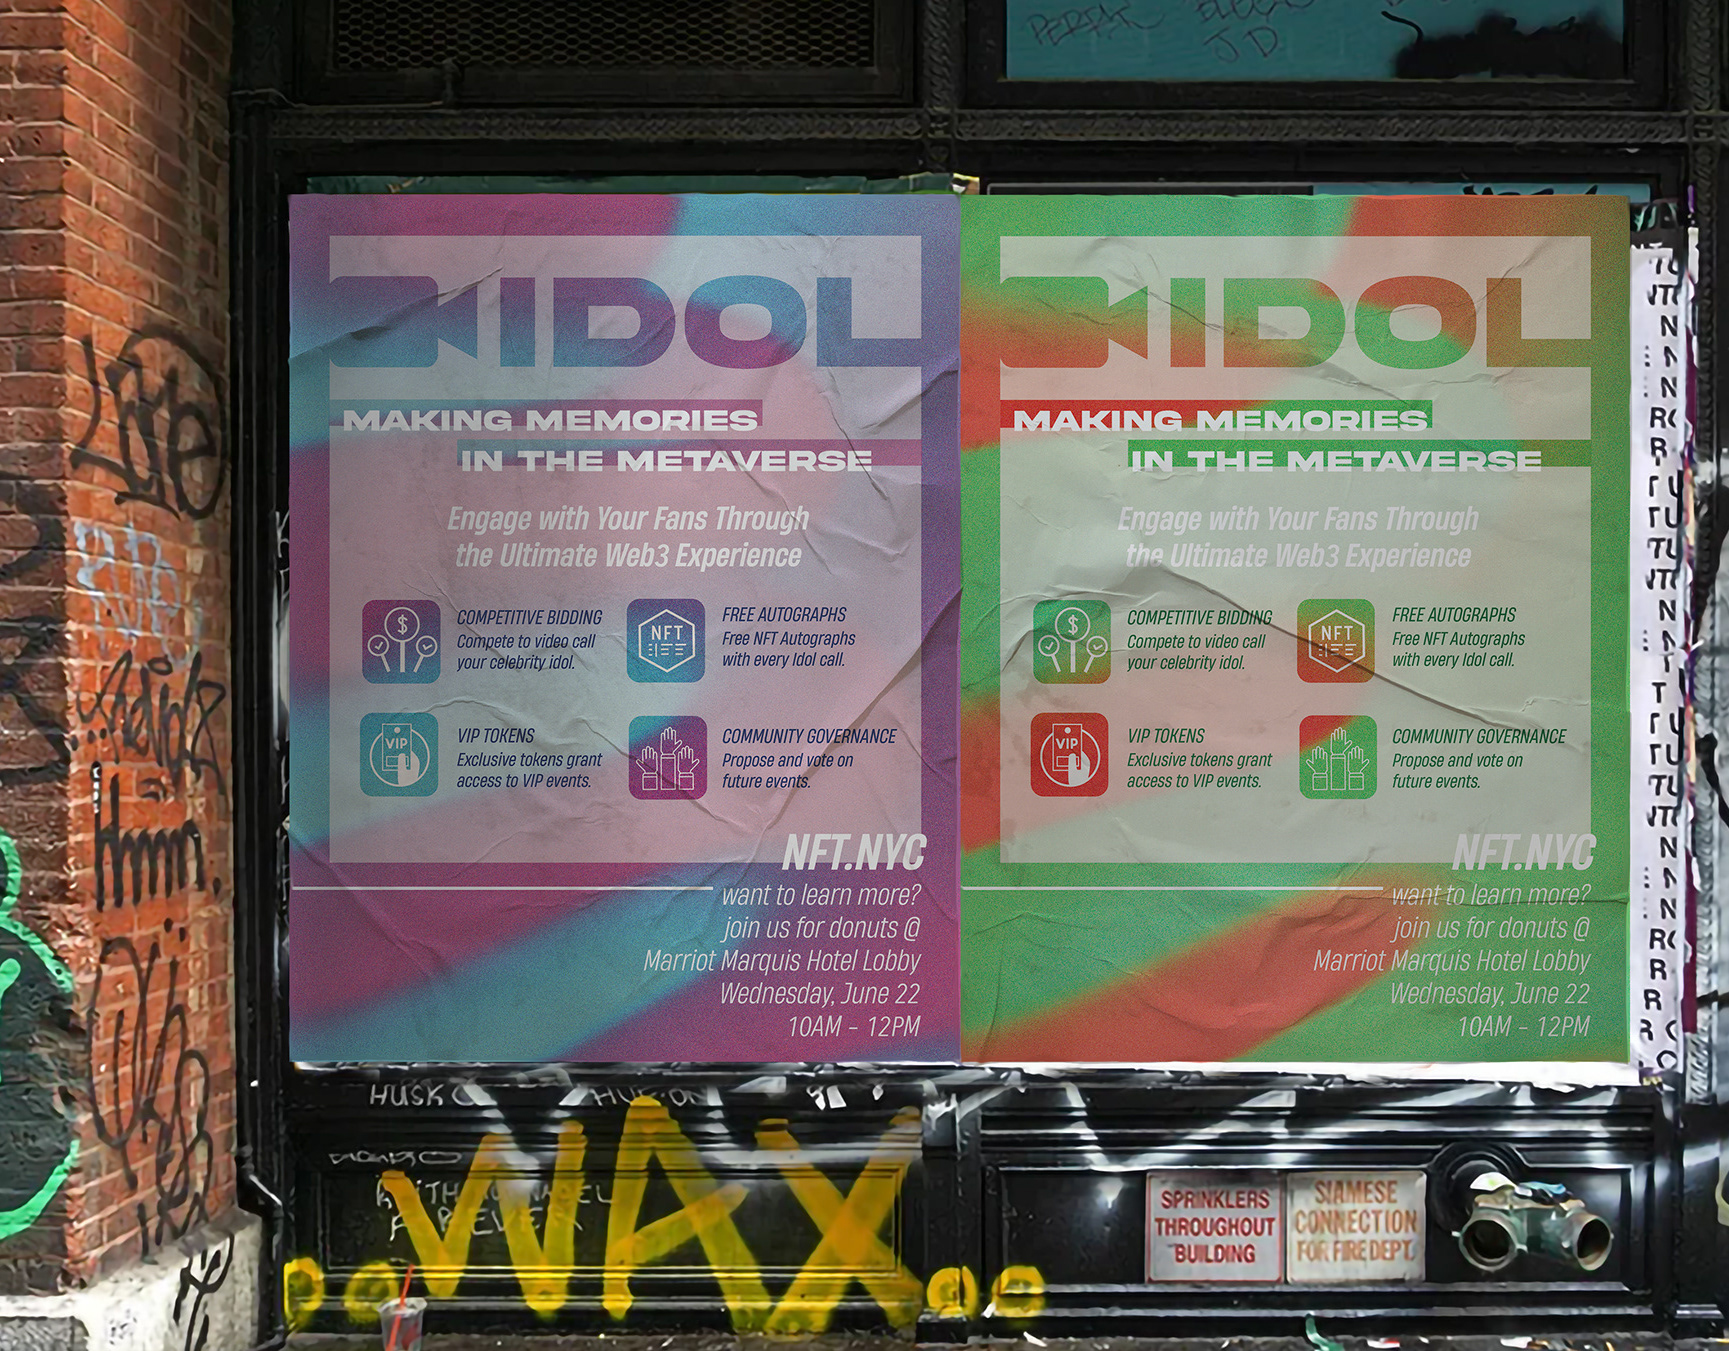 PERFAK
JD
IDOL
MAKING MEMORIES
IN THE METAVERSE
Engage with Your Fans Through
the Ultimate Web3 Experience
$
COMPETITIVE BIDDING
Compete to video call
your celebrity idol.
NFT
FREE AUTOGRAPHS
Free NFT Autographs
with every Idol call.
VIP
VIP TOKENS
Exclusive tokens grant
access to VIP events.
COMMUNITY GOVERNANCE
Propose and vote on
future events.
NFT.NYC
want to learn more?
join us for donuts @
Marriot Marquis Hotel Lobby
Wednesday, June 22
10AM - 12PM
IDOL
MAKING MEMORIES
IN THE METAVERSE
Engage with Your Fans Through
the Ultimate Web3 Experience
$
COMPETITIVE BIDDING
Compete to video call
your celebrity idol.
NFT
FREE AUTOGRAPHS
Free NFT Autographs
with every Idol call.
VIP
VIP TOKENS
Exclusive tokens grant
access to VIP events.
COMMUNITY GOVERNANCE
Propose and vote on
future events.
NFT.NYC
want to learn more?
join us for donuts @
Marriot Marquis Hotel Lobby
Wednesday, June 22
10AM - 12PM
HUSK
WAX
SPRINKLERS
THROUGHOUT
BUILDING
SIAMESE
CONNECTION
FOR FIRE DEPT.